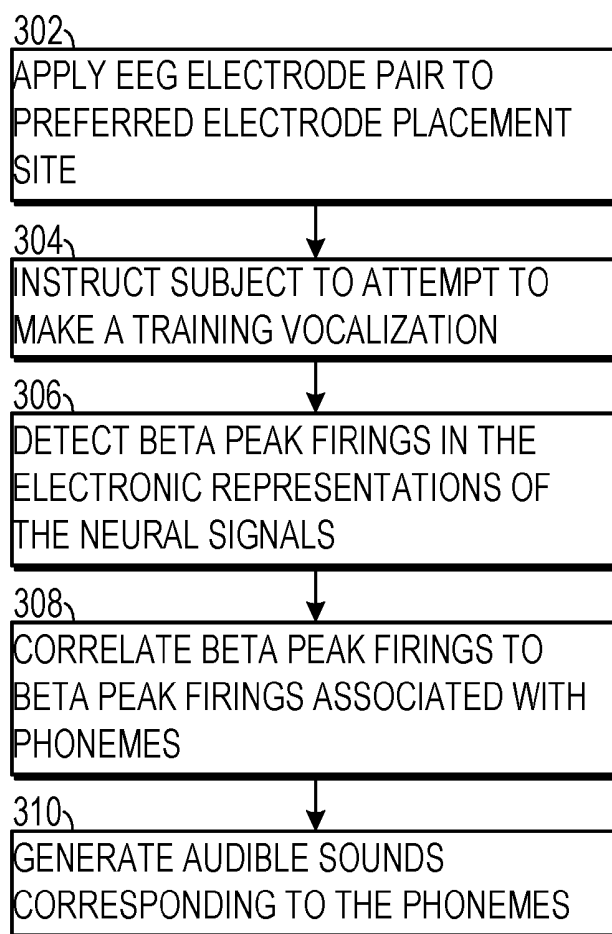 302
APPLY EEG ELECTRODE PAIR TO
PREFERRED ELECTRODE PLACEMENT
SITE
304
INSTRUCT SUBJECT TO ATTEMPT TO
MAKE A TRAINING VOCALIZATION
306
DETECT BETA PEAK FIRINGS IN THE
ELECTRONIC REPRESENTATIONS OF
THE NEURAL SIGNALS
308
CORRELATE BETA PEAK FIRINGS TO
BETA PEAK FIRINGS ASSOCIATED WITH
PHONEMES
310
GENERATE AUDIBLE SOUNDS
CORRESPONDING TO THE PHONEMES